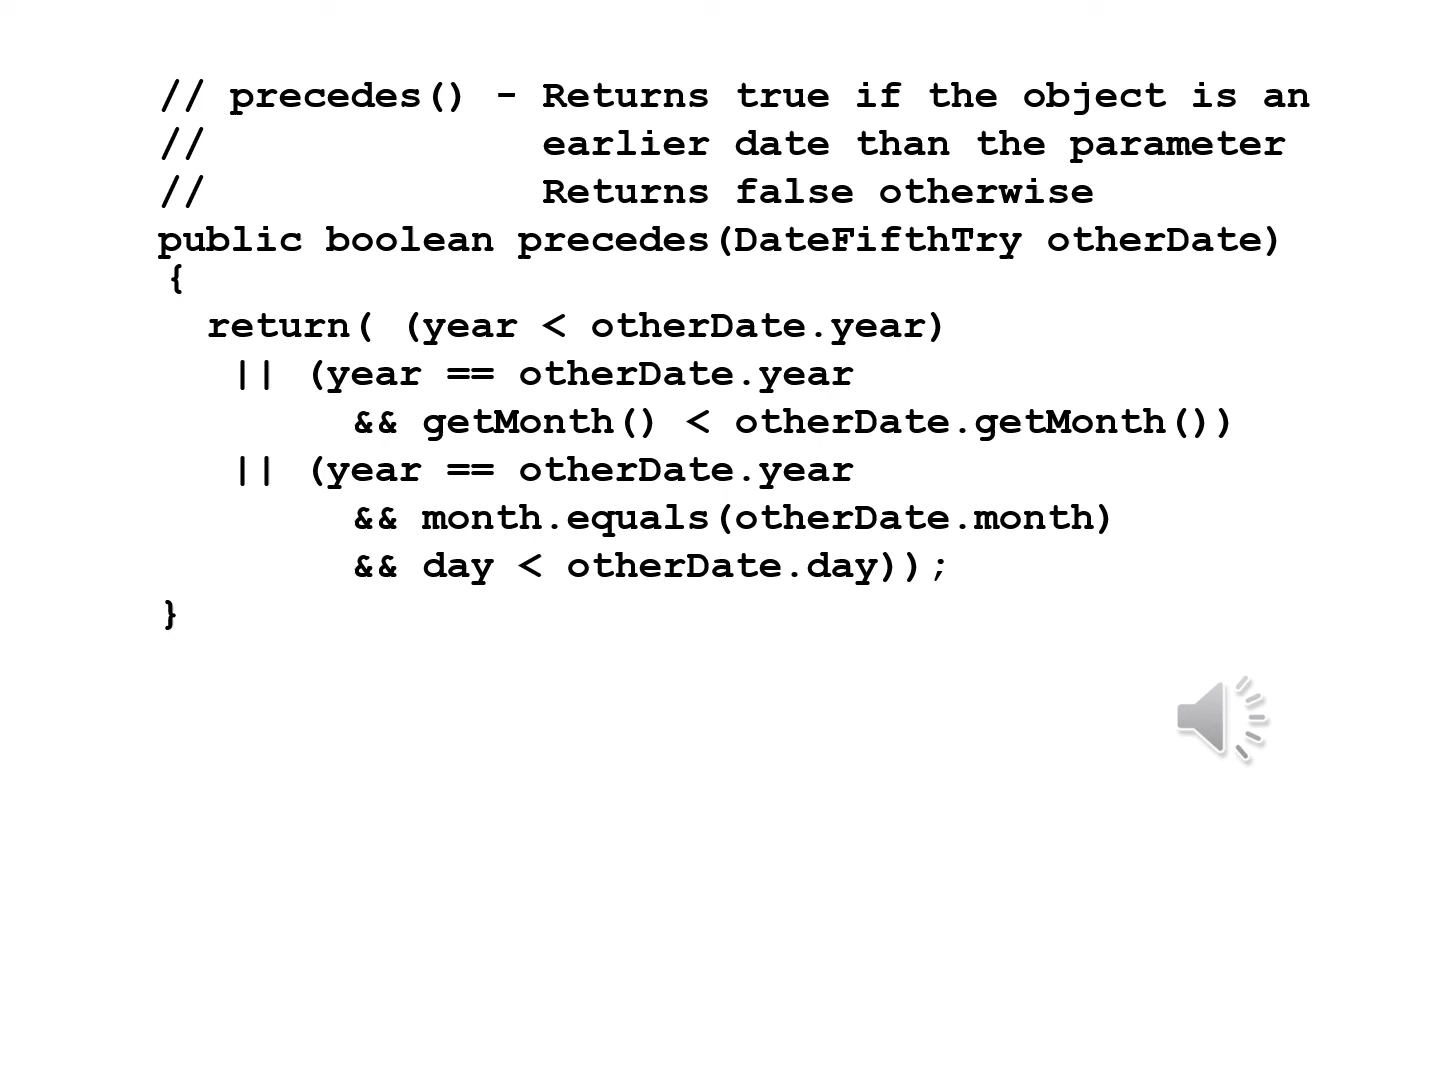 // precedes() - Returns true if the object is an
//              earlier date than the parameter
//              Returns false otherwise
public boolean precedes(DateFifthTry otherDate)
{
  return( (year < otherDate.year)
   || (year == otherDate.year
        && getMonth() < otherDate.getMonth())
   || (year == otherDate.year
        && month.equals(otherDate.month)
        && day < otherDate.day));
}